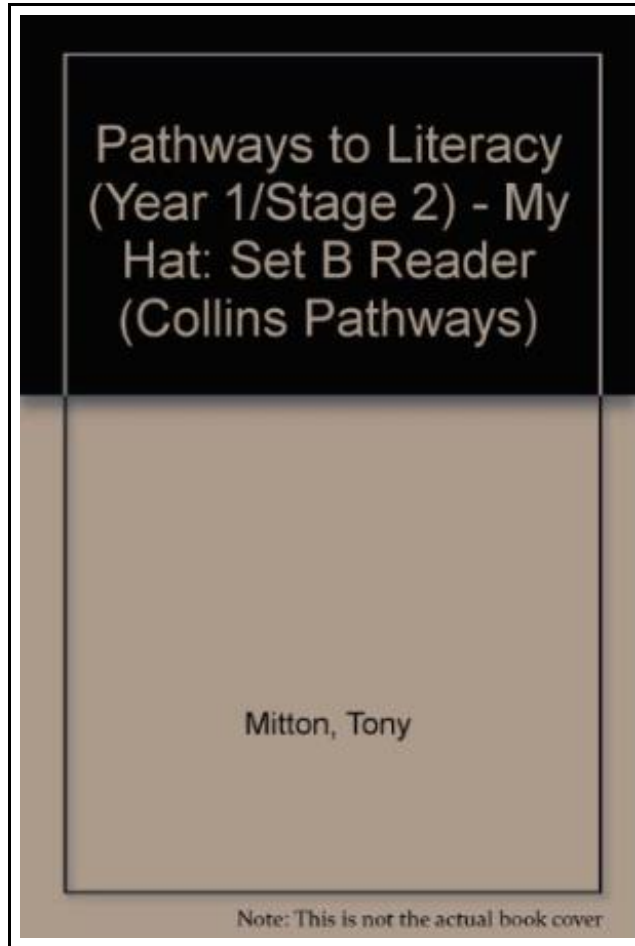 Pathways to Literacy
(Year 1/Stage 2) - My
Hat: Set B Reader
(Collins Pathways)
Mitton, Tony
Note: This is not the actual book cover